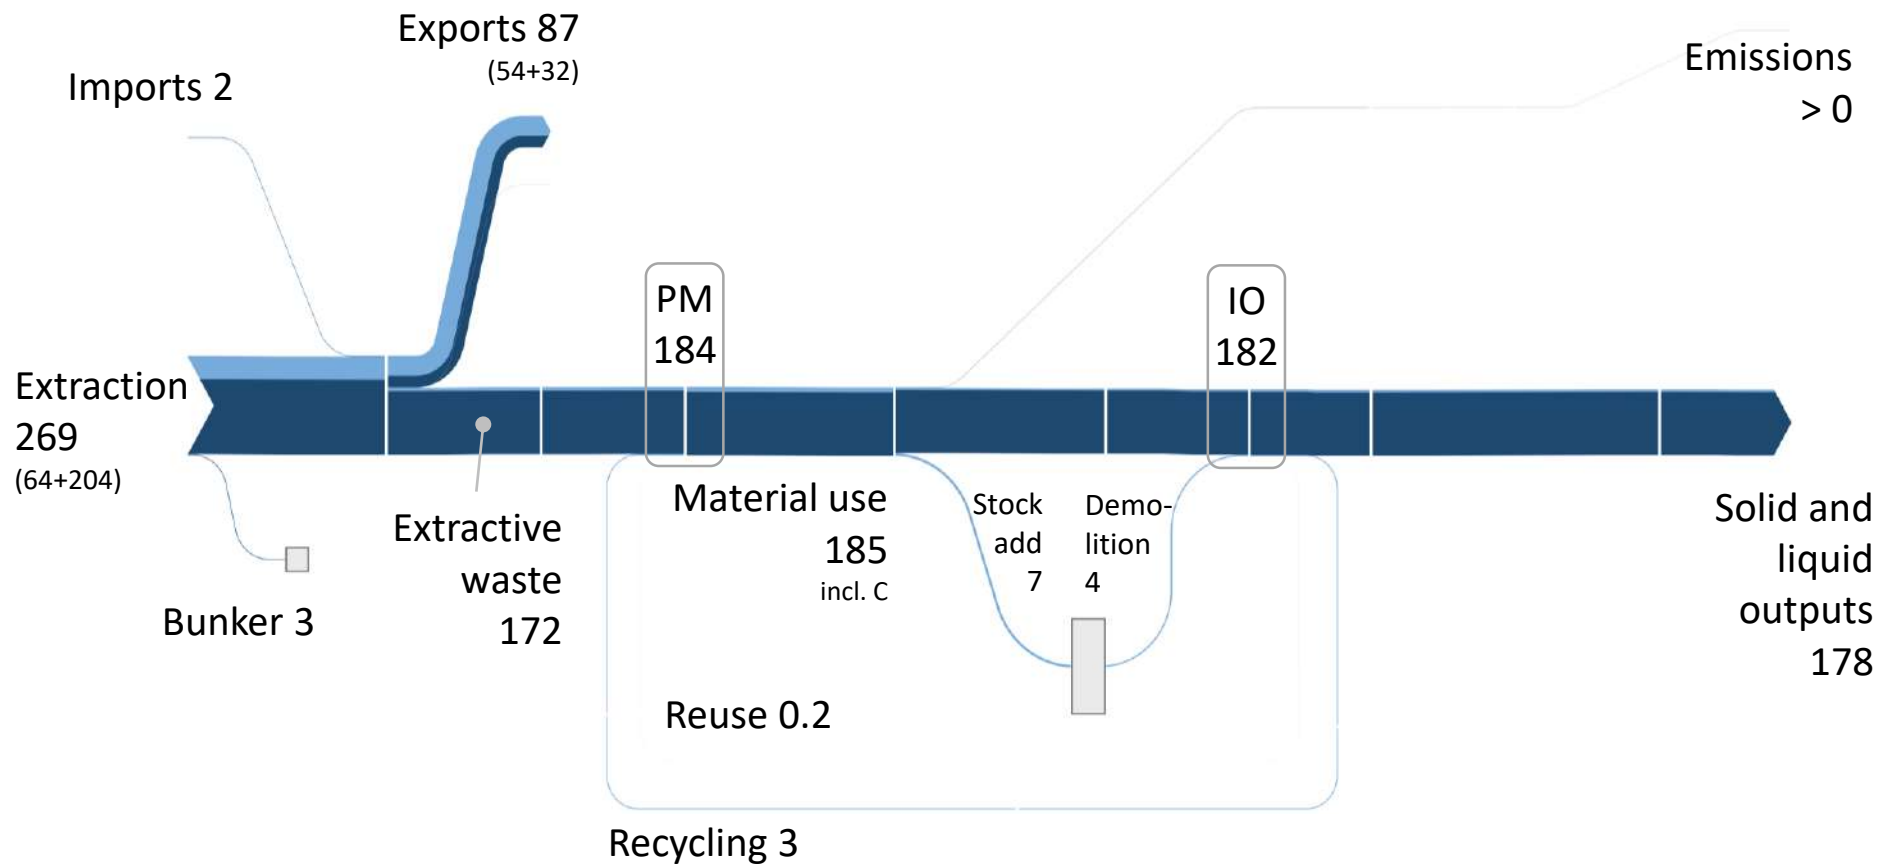 Exports 87
(54+32)
Imports 2
Emissions
> 0
PM
184
IO
182
Extraction
269
(64+204)
Extractive
waste
172
Bunker 3
Material use
185
incl. C
Stock
add
7
Demo-
lition
4
Solid and
liquid
outputs
178
Reuse 0.2
Recycling 3